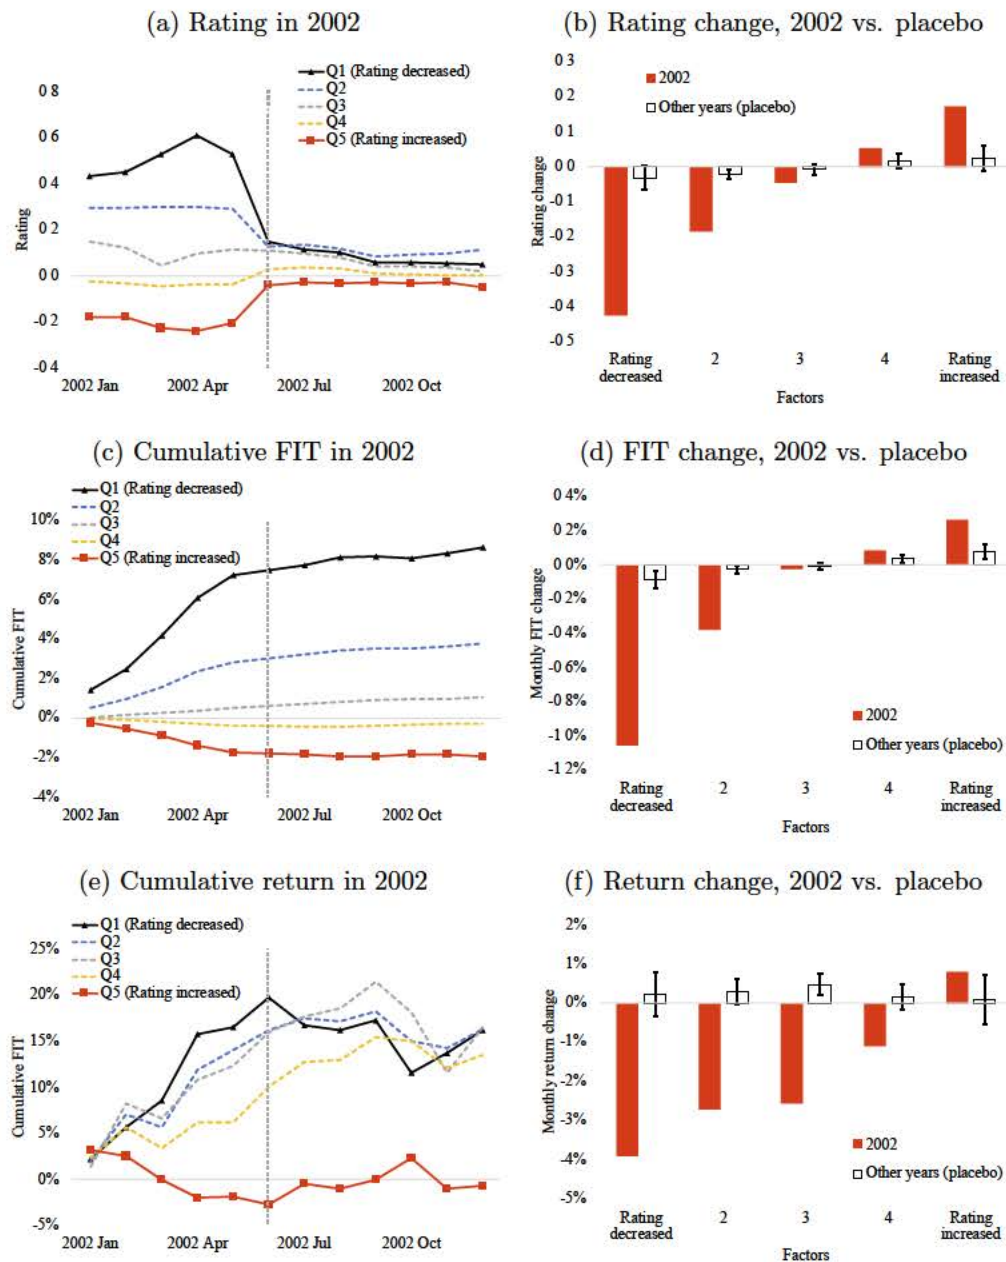 (a) Rating in 2002
Q1 (Rating decreased)
Q2
Q3
Q4
Q5 (Rating increased)
0 8
0.6
0 4
0 2
0.0
-0.2
-0 4
Rating
2002 Jan
2002 Apr
2002 Jul
2002 Oct
(b) Rating change, 2002 vs. placebo
2002
Other years (placebo)
0 3
0 2
0 1
0 0
-0 1
-0 2
-0 3
-0 4
-0 5
Rating change
Rating decreased
2
3
4
Rating increased
Factors
(c) Cumulative FIT in 2002
Q1 (Rating decreased)
Q2
Q3
Q4
Q5 (Rating increased)
10%
8%
6%
4%
2%
0%
-2%
-4%
Cumulative FIT
2002 Jan
2002 Apr
2002 Jul
2002 Oct
(d) FIT change, 2002 vs. placebo
0 4%
0 2%
0.0%
-0 2%
-0 4%
-0 6%
-0 8%
-1 0%
-1 2%
Monthly FIT change
2002
Other years (placebo)
Rating decreased
2
3
4
Rating increased
Factors
(e) Cumulative return in 2002
Q1 (Rating decreased)
Q2
Q3
Q4
Q5 (Rating increased)
25%
20%
15%
10%
5%
0%
-5%
Cumulative FIT
2002 Jan
2002 Apr
2002 Jul
2002 Oct
(f) Return change, 2002 vs. placebo
2%
1%
0%
-1%
-2%
-3%
-4%
-5%
Monthly return change
2002
Other years (placebo)
Rating decreased
2
3
4
Rating increased
Factors